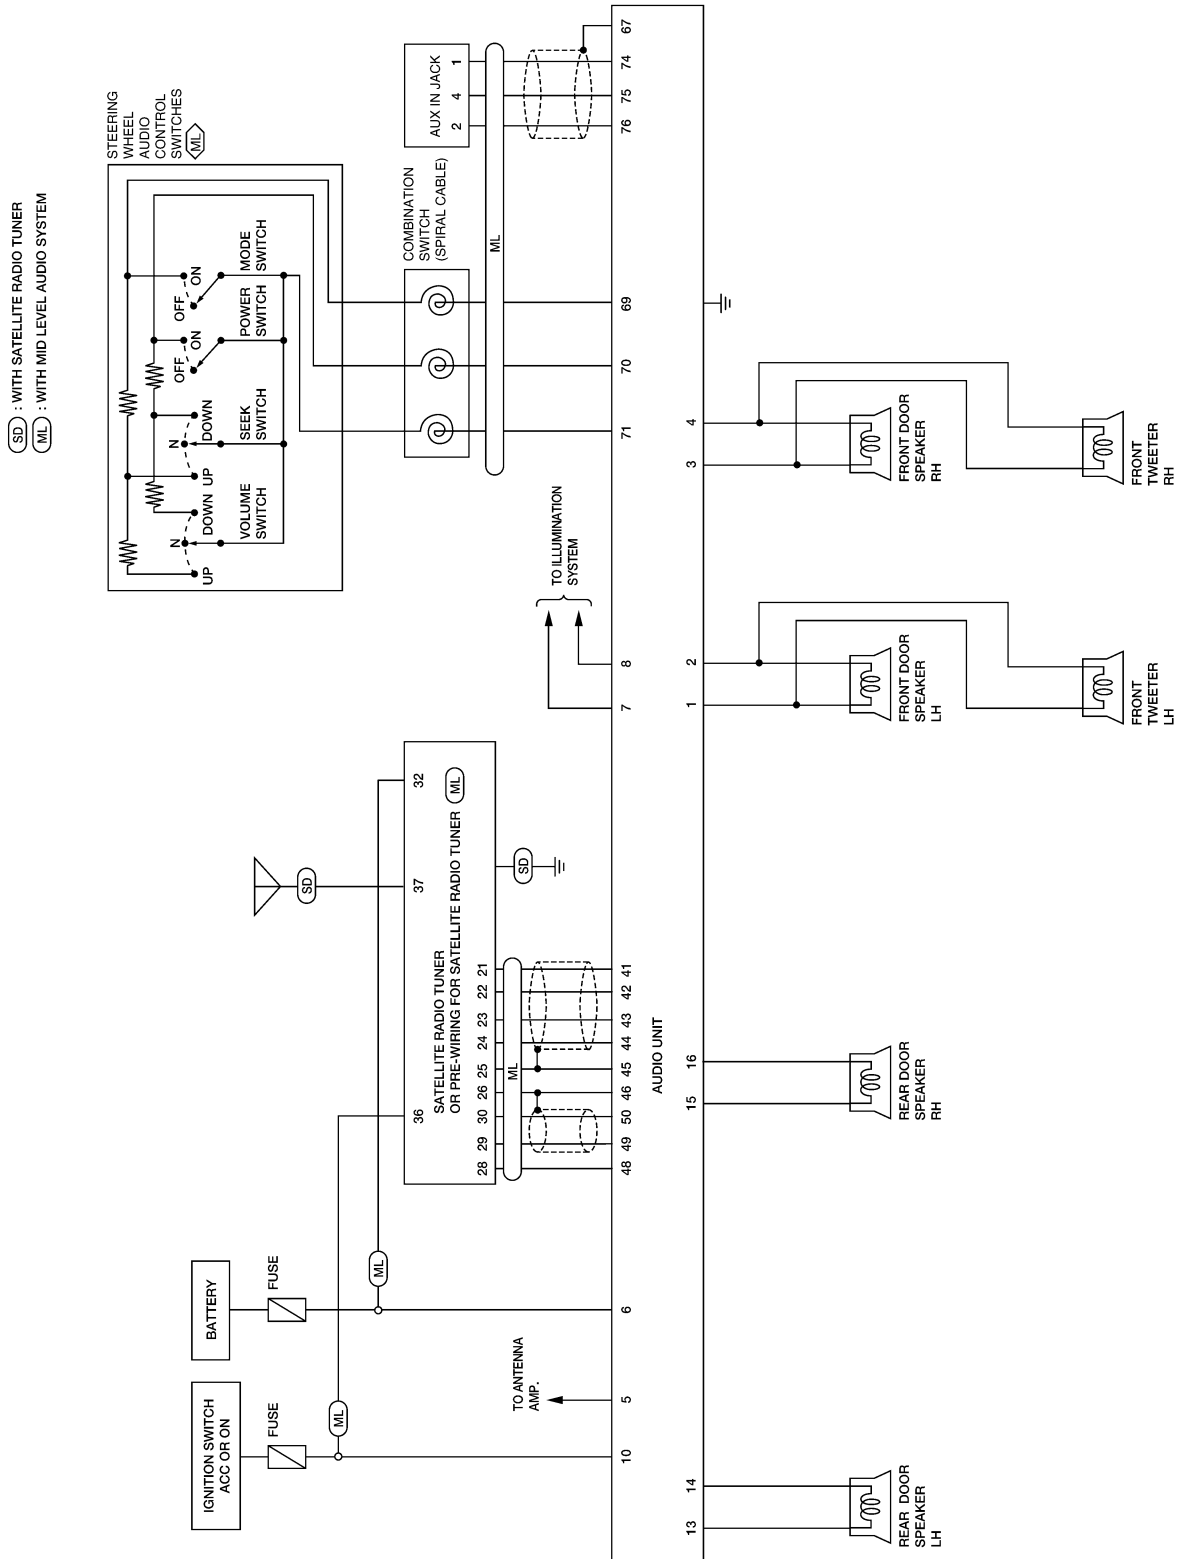 SD : WITH SATELLITE RADIO TUNER
ML : WITH MID LEVEL AUDIO SYSTEM
IGNITION SWITCH
ACC OR ON
FUSE
ML
BATTERY
FUSE
ML
SD
STEERING
WHEEL
AUDIO
CONTROL
SWITCHES
ML
UP
N
DOWN
VOLUME
SWITCH
UP
N
DOWN
SEEK
SWITCH
OFF
ON
POWER
SWITCH
OFF
ON
MODE
SWITCH
36
37
32
SATELLITE RADIO TUNER
OR PRE-WIRING FOR SATELLITE RADIO TUNER
ML
28
29
30
26
25
24
23
22
21
ML
SD
COMBINATION
SWITCH
(SPIRAL CABLE)
AUX IN JACK
2
4
1
ML
TO ANTENNA
AMP.
TO ILLUMINATION
SYSTEM
10
5
6
48
49
50
46
45
44
43
42
41
7
8
71
70
69
76
75
74
67
AUDIO UNIT
13
14
15
16
1
2
3
4
REAR DOOR
SPEAKER
LH
REAR DOOR
SPEAKER
RH
FRONT DOOR
SPEAKER
LH
FRONT DOOR
SPEAKER
RH
FRONT
TWEETER
LH
FRONT
TWEETER
RH